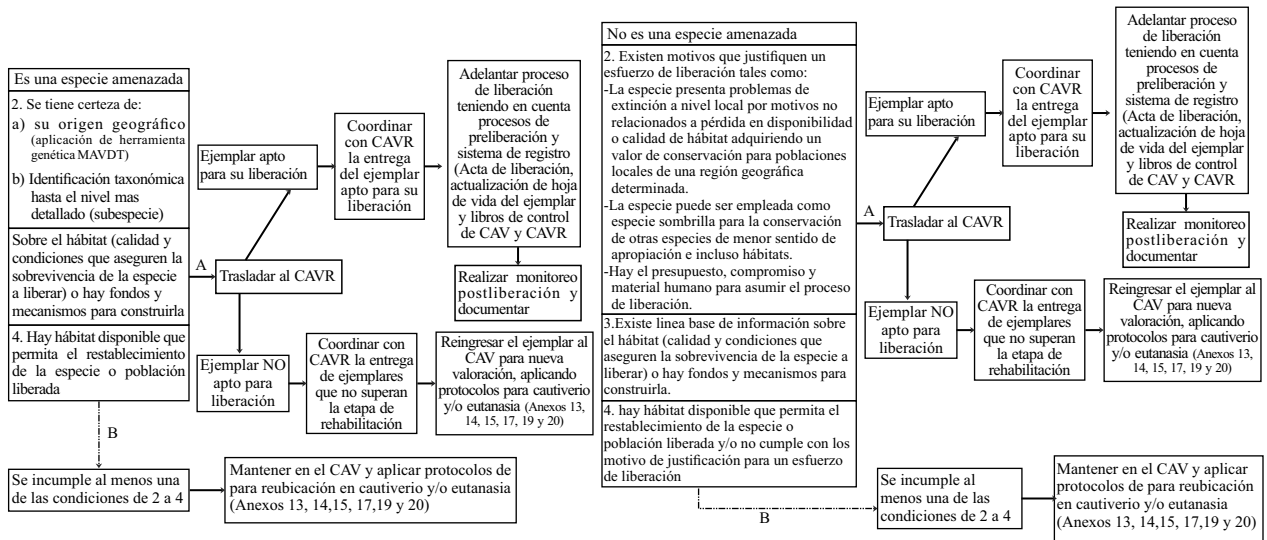 Es una especie amenazada
2. Se tiene certeza de:
a) su origen geográfico
(aplicación de herramienta
genética MAVDT)
b) Identificación taxonómica
hasta el nivel mas
detallado (subespecie)
Sobre el hábitat (calidad y
condiciones que aseguren la
sobrevivencia de la especie
a liberar) o hay fondos y
mecanismos para construirla
4. Hay hábitat disponible que
permita el restablecimiento
de la especie o población
liberada
A
Trasladar al CAVR
Ejemplar apto
para su liberación
Coordinar
con CAVR
la entrega
del ejemplar
apto para su
liberación
Adelantar proceso
de liberación
teniendo en cuenta
procesos de
preliberación y
sistema de registro
(Acta de liberación,
actualización de hoja
de vida del ejemplar
y libros de control
de CAV y CAVR
Realizar monitoreo
postliberación y
documentar
Ejemplar NO
apto para
liberación
Coordinar con
CAVR la entrega
de ejemplares
que no superan
la etapa de
rehabilitación
Reingresar el ejemplar al
CAV para nueva
valoración, aplicando
protocolos para cautiverio
y/o eutanasia (Anexos 13,
14, 15, 17, 19 y 20)
B
Se incumple al menos una
de las condiciones de 2 a 4
Mantener en el CAV y aplicar protocolos de
para reubicación en cautiverio y/o eutanasia
(Anexos 13, 14,15, 17,19 y 20)
No es una especie amenazada
2. Existen motivos que justifiquen un
esfuerzo de liberación tales como:
-La especie presenta problemas de
extinción a nivel local por motivos no
relacionados a pérdida en disponibilidad
o calidad de hábitat adquiriendo un
valor de conservación para poblaciones
locales de una región geográfica
determinada.
-La especie puede ser empleada como
especie sombrilla para la conservación
de otras especies de menor sentido de
apropiación e incluso hábitats.
-Hay el presupuesto, compromiso y
material humano para asumir el proceso
de liberación.
3.Existe linea base de información sobre
el hábitat (calidad y condiciones que
aseguren la sobrevivencia de la especie a
liberar) o hay fondos y mecanismos para
construirla.
4. hay hábitat disponible que permita el
restablecimiento de la especie o
población liberada y/o no cumple con los
motivo de justificación para un esfuerzo
de liberación
A
Trasladar al CAVR
Ejemplar apto
para su liberación
Coordinar
con CAVR
la entrega
del ejemplar
apto para su
liberación
Adelantar proceso
de liberación
teniendo en cuenta
procesos de
preliberación
y sistema de registro
(Acta de liberación,
actualización de hoja
de vida del ejemplar
y libros de control
de CAV y CAVR
Realizar monitoreo
postliberación y
documentar
Ejemplar NO
apto para
liberación
Coordinar con
CAVR la entrega
de ejemplares
que no superan la
etapa de
rehabilitación
Reingresar el ejemplar al
CAV para nueva
valoración, aplicando
protocolos para cautiverio
y/o eutanasia (Anexos 13,
14, 15, 17, 19 y 20)
B
Se incumple al
menos una de las
condiciones de 2 a 4
Mantener en el CAV y aplicar
protocolos de para reubicación
en cautiverio y/o eutanasia
(Anexos 13, 14,15, 17,19 y 20)